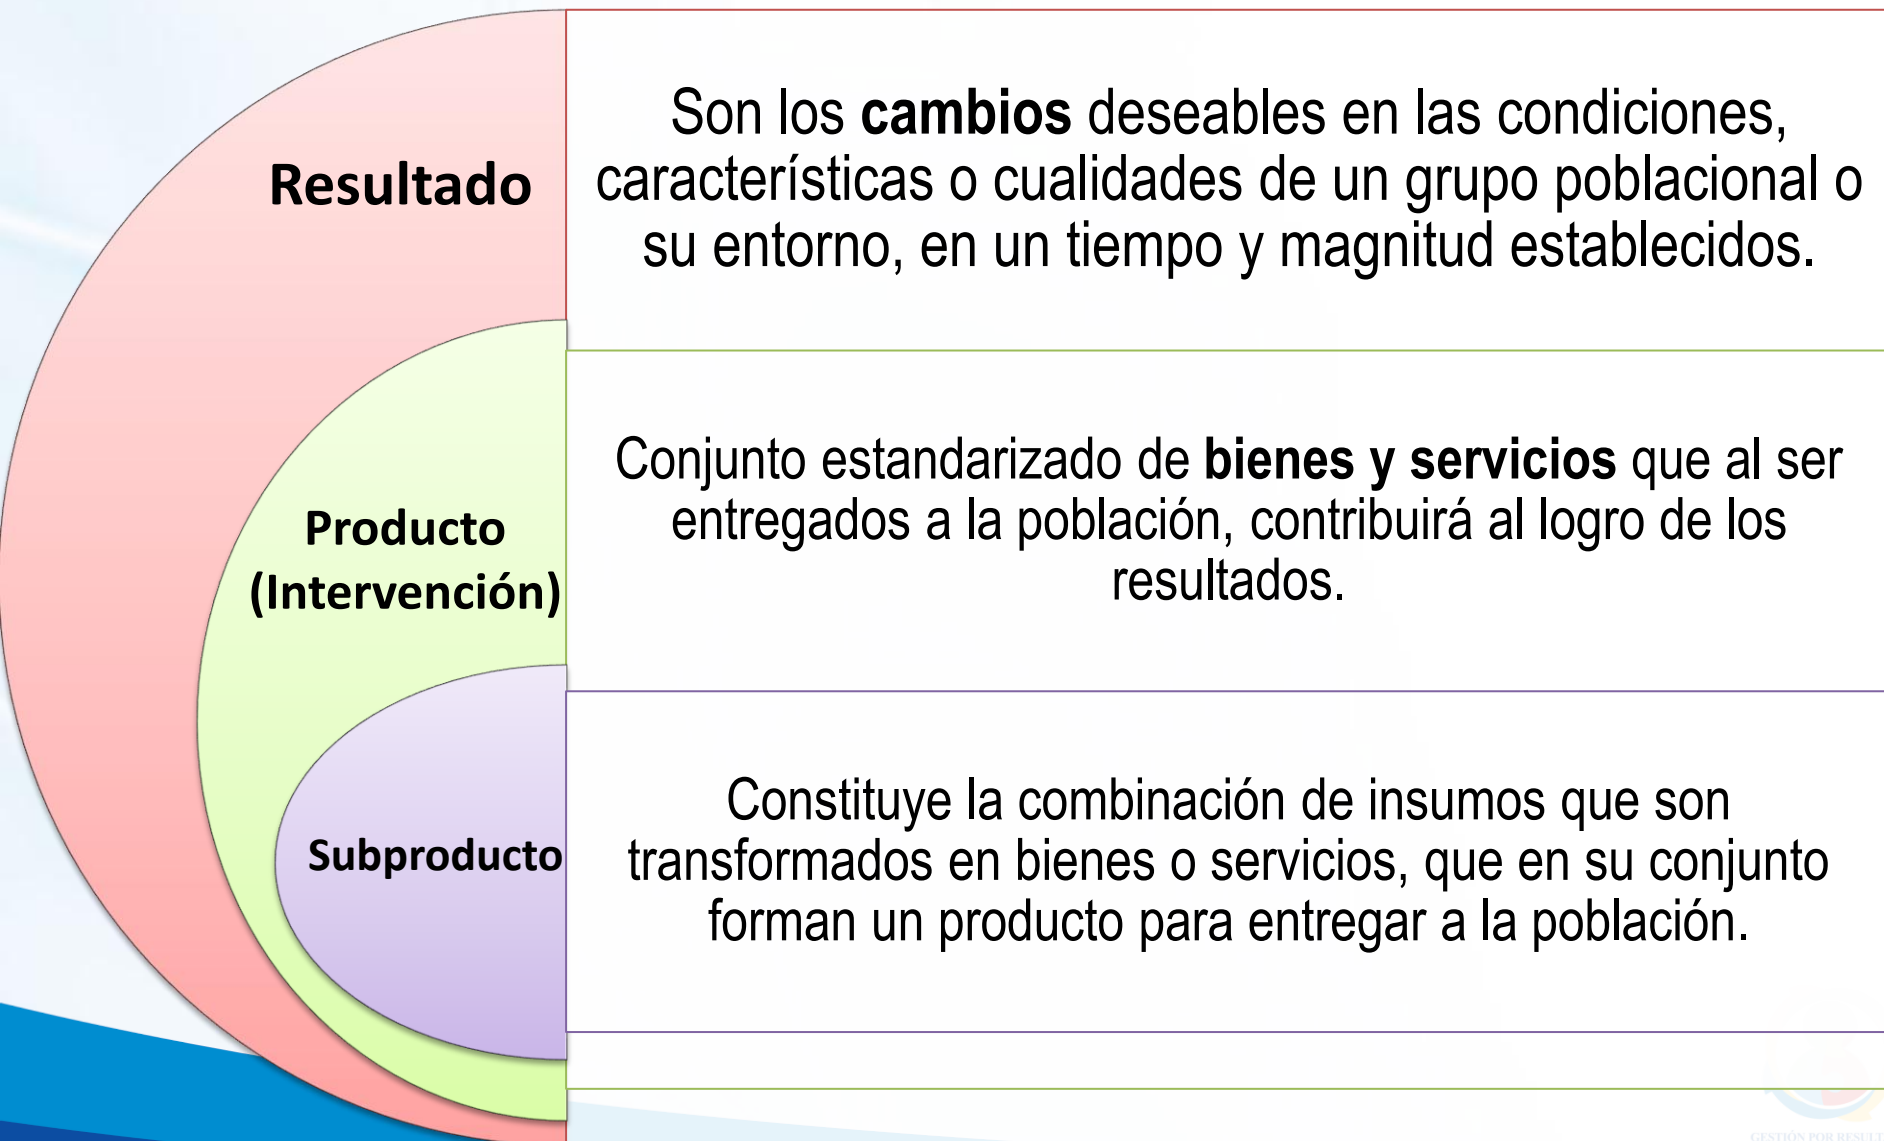 Resultado
Son los cambios deseables en las condiciones,
características o cualidades de un grupo poblacional o
su entorno, en un tiempo y magnitud establecidos.
Producto
(Intervención)
Conjunto estandarizado de bienes y servicios que al ser
entregados a la población, contribuirá al logro de los
resultados.
Subproducto
Constituye la combinación de insumos que son
transformados en bienes o servicios, que en su conjunto
forman un producto para entregar a la población.
GESTIÓN POR RESULT